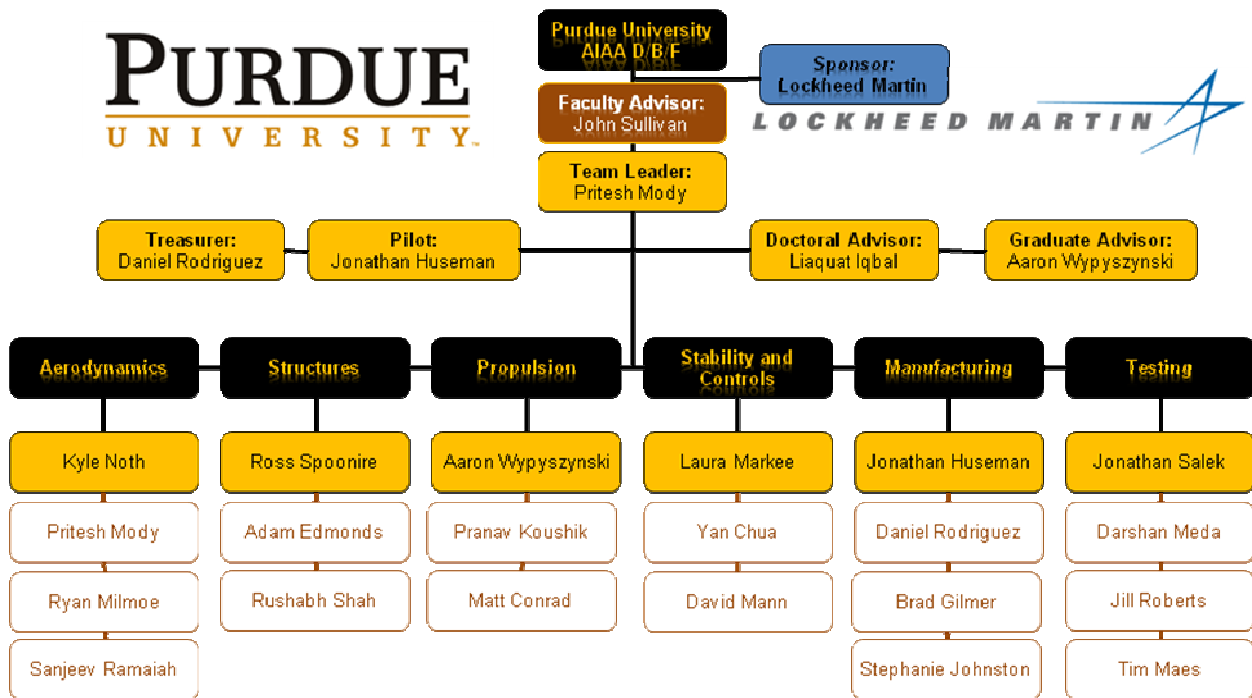 PURDUE
UNIVERSITY™
Purdue University
AIAA D/B/F
Sponsor:
Lockheed Martin
LOCKHEED MARTIN
Faculty Advisor:
John Sullivan
Team Leader:
Pritesh Mody
Treasurer:
Daniel Rodriguez
Pilot:
Jonathan Huseman
Doctoral Advisor:
Liaquat Iqbal
Graduate Advisor:
Aaron Wypyszynski
Aerodynamics
Structures
Propulsion
Stability and
Controls
Manufacturing
Testing
Kyle Noth
Ross Spoonire
Aaron Wypyszynski
Laura Markee
Jonathan Huseman
Jonathan Salek
Pritesh Mody
Adam Edmonds
Pranav Koushik
Yan Chua
Daniel Rodriguez
Darshan Meda
Ryan Milmoe
Rushabh Shah
Matt Conrad
David Mann
Brad Gilmer
Jill Roberts
Sanjeev Ramaiah
Stephanie Johnston
Tim Maes